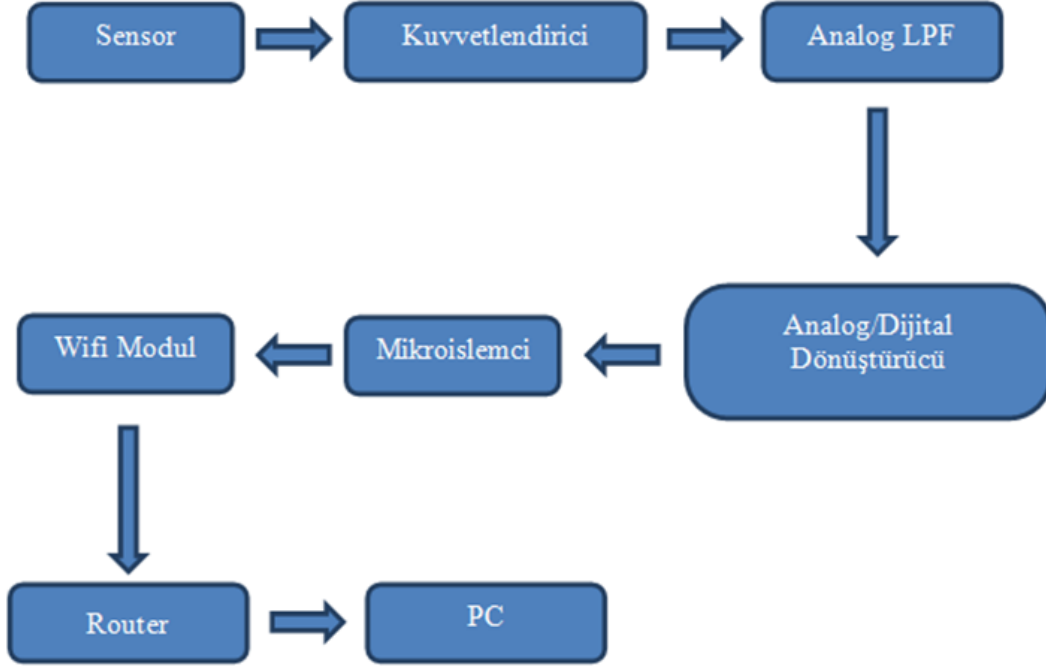 Sensor
Kuvvetlendirici
Analog LPF
Analog/Dijital
Dönüştürücü
Mikroislemci
Wifi Modul
Router
PC